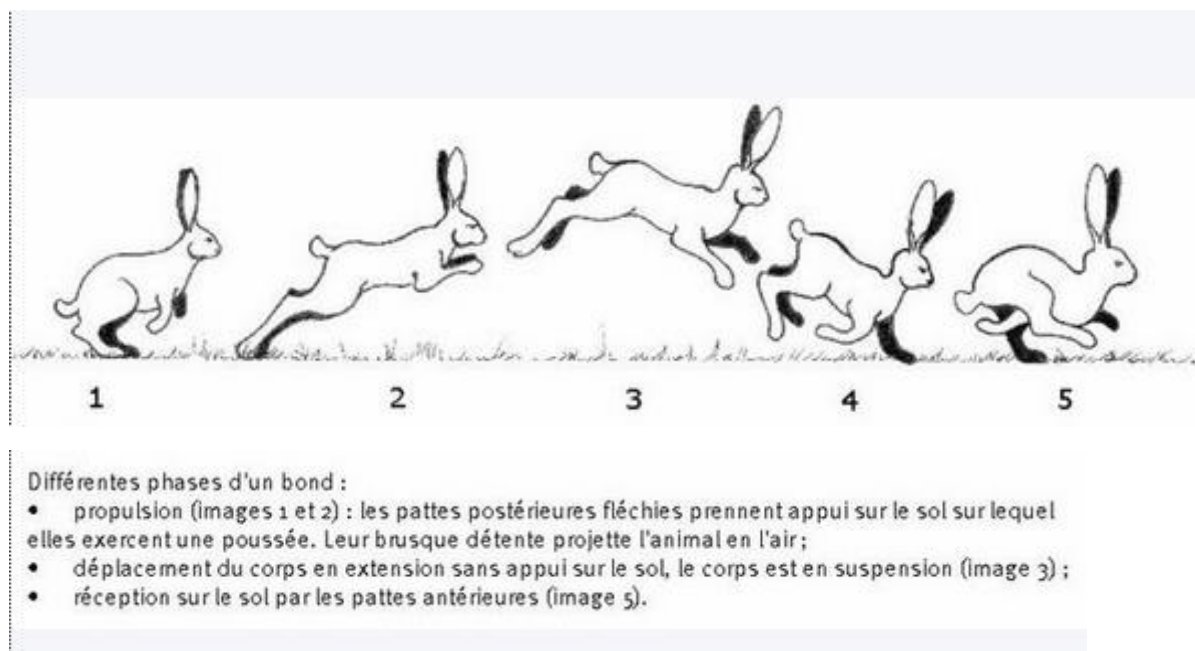 1 2 3 4 5
Différentes phases d'un bond :
• propulsion (images 1 et 2) : les pattes postérieures fléchies prennent appui sur le sol sur lequel
elles exercent une poussée. Leur brusque détente projette l'animal en l'air ;
• déplacement du corps en extension sans appui sur le sol, le corps est en suspension (image 3) ;
• réception sur le sol par les pattes antérieures (image 5).